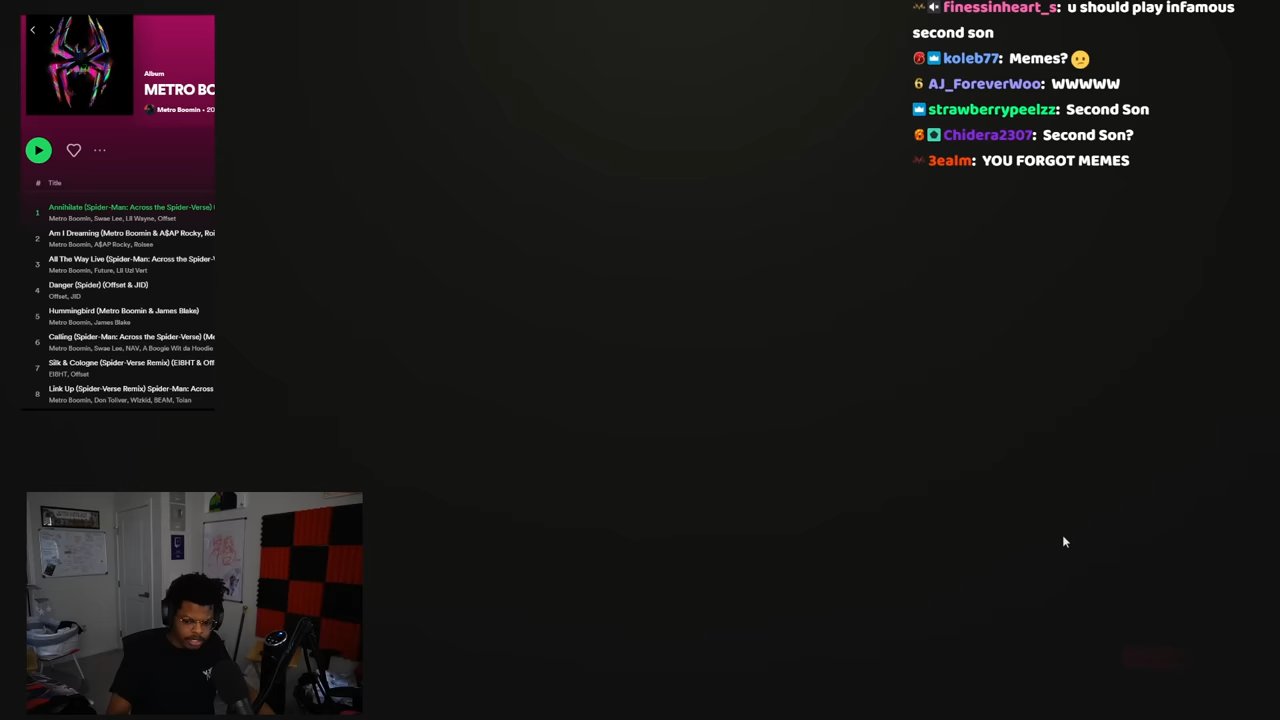 Album
METRO BO
Metro Boomin • 20
# Title
1 Annihilate (Spider-Man: Across the Spider-Verse) (
Metro Boomin, Swae Lee, Lil Wayne, Offset
2 Am I Dreaming (Metro Boomin & A$AP Rocky, Roi
Metro Boomin, A$AP Rocky, Roisee
3 All The Way Live (Spider-Man: Across the Spider-V
Metro Boomin, Future, Lil Uzi Vert
4 Danger (Spider) (Offset & JID)
Offset, JID
5 Hummingbird (Metro Boomin & James Blake)
Metro Boomin, James Blake
6 Calling (Spider-Man: Across the Spider-Verse) (Me
Metro Boomin, Swae Lee, NAV, A Boogie Wit da Hoodie
7 Silk & Cologne (Spider-Verse Remix) (EI8HT & Off
EI8HT, Offset
8 Link Up (Spider-Verse Remix) Spider-Man: Across
Metro Boomin, Don Toliver, Wizkid, BEAM, Toian
finessinheart_s: u should play infamous
second son
koleb77: Memes?
6 AJ_ForeverWoo: WWWWW
strawberrypeelzz: Second Son
Chidera2307: Second Son?
3ealm: YOU FORGOT MEMES